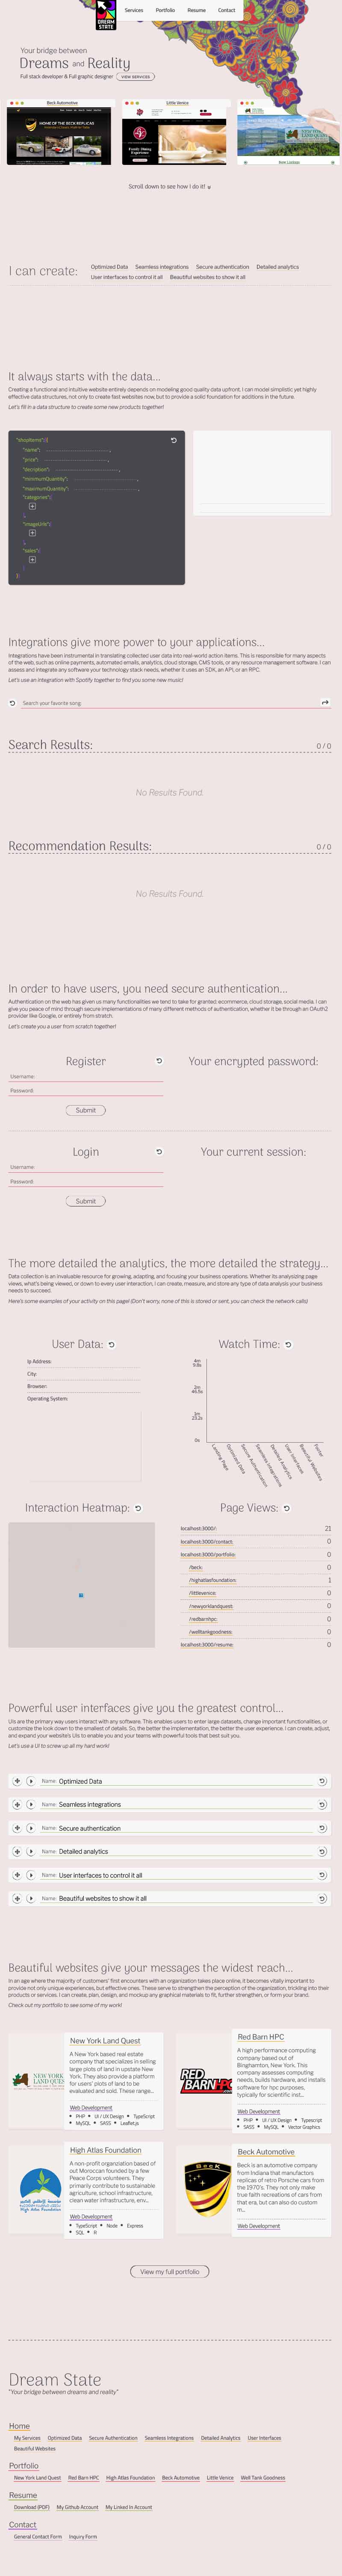 Services Portfolio Resume Contact
DREAM STATE
Your bridge between
Dreams and Reality
Full stack developer & Full graphic designer VIEW SERVICES
Beck Automotive
HOME OF THE BECK REPLICAS
Little Venice
High Atlas
Scroll down to see how I do it!
I can create:
Optimized Data Seamless Integrations Secure authentication Detailed analytics
User Interfaces to control it all Beautiful websites to show it all
It always starts with the data...
Creating a functional and intuitive website entirely depends on modeling good quality data upfront. I can model simplistic yet highly
effective data structures, not only to create fast websites now, but to provide a solid foundation for additions in the future.
Let's fill in a data structure to create some new products together!
"shopItems":{
"name":
"price":
"decription":
"minimumQuantity":
"maximumQuantity":
"categories":[
],
"imageUrls":[
],
"sales":[
]
}
Integrations give more power to your applications...
Integrations have been instrumental in translating collected user data into real-world action items. This is responsible for many aspects
of the web, such as online payments, automated emails, analytics, cloud storage, CMS tools, or any resource management software. I can
assess and integrate any software your technology stack needs, whether it uses an SDK, an API, or an RPC.
Let's use an integration with Spotify together to find you some new music!
Search your favorite song
Search Results: 0 / 0
No Results Found.
Recommendation Results: 0 / 0
No Results Found.
In order to have users, you need secure authentication...
Authentication on the web has given us many functionalities we tend to take for granted; ecommerce, cloud storage, social media. I can
give you peace of mind through secure implementations of many different methods of authentication, whether it be through an OAuth2
provider like Google, or entirely from stratch.
Let's create you a user from scratch together!
Register
Your encrypted password:
Username:
Password:
Submit
Login
Your current session:
Username:
Password:
Submit
The more detailed the analytics, the more detailed the strategy...
Data collection is an invaluable resource for growing, adapting, and focusing your business operations. Whether its analyzing page
views, what's being viewed, or down to every user interaction, I can create, measure, and store any type of data analysis your business
needs to succeed.
Here's some examples of your activity on this page! (Don't worry, none of this is stored or sent, you can check the network calls)
User Data:
Ip Address:
City:
Browser:
Operating System:
Watch Time:
0s
Landing Page
Optimized Data
Secure Authentication
Seamless Integrations
Detailed Analytics
User Interfaces
Beautiful Websites
Footer
Interaction Heatmap:
Page Views:
localhost:3000/: 21
localhost:3000/contact: 0
localhost:3000/portfolio: 0
/beck: 0
/highatlasfoundation: 1
/littlevenice: 0
/newyorklandquest: 0
/redbarnhpc: 0
/welltankgoodness: 0
localhost:3000/resume: 0
Powerful user interfaces give you the greatest control...
UIs are the primary way users interact with any software. This enables users to enter large datasets, change important functionalities, or
customize the look down to the smallest of details. So, the better the implementation, the better the user experience. I can create, adjust,
and expand your website's UIs to enable you and your teams with powerful tools that best suit you.
Let's use a UI to screw up all my hard work!
Name: Optimized Data
Name: Seamless integrations
Name: Secure authentication
Name: Detailed analytics
Name: User interfaces to control it all
Name: Beautiful websites to show it all
Beautiful websites give your messages the widest reach...
In an age where the majority of customers' first encounters with an organization takes place online, it becomes vitally important to
provide not only unique experiences, but effective ones. These serve to strengthen the perception of the organization, trickling into their
products or services. I can create, plan, design, and mockup any graphic materials to fit, further strengthen, or form your brand.
Check out my portfolio to see some of my work!
NEW YORK
LAND QUEST
New York Land Quest
A New York based real estate
company that specializes in selling
large plots of land in upstate New
York. They also provide a platform
for users' plots of land to be
evaluated and sold. These range...
Web Development
PHP UI / UX Design TypeScript
MySQL SASS Leaflet.js
RED
BARN HPC
Red Barn HPC
A high performance computing
company based out of
Binghamton, New York. This
company assesses computing
needs, builds hardware, and installs
software for hpc purposes,
typically for scientific inst...
Web Development
PHP UI / UX Design Typescript
SASS MySQL Vector Graphics
High Atlas Foundation
A non-profit organization based of
out Morocco founded by a few
Peace Corps volunteers. They
primarily contribute to sustainable
agriculture, school infrastructure,
clean water infrastructure, env...
Web Development
TypeScript Node Express
SQL R
BECK
Beck Automotive
Beck is an automotive company
from Indiana that manufactors
replicas of retro Porsche cars from
the 1970's. They not only make
true faith recreations of cars from
that era, but can also do custom
m...
Web Development
View my full portfolio
Dream State
"Your bridge between dreams and reality"
Home
My Services Optimized Data Secure Authentication Seamless Integrations Detailed Analytics User Interfaces
Beautiful Websites
Portfolio
New York Land Quest Red Barn HPC High Atlas Foundation Beck Automotive Little Venice Well Tank Goodness
Resume
Download (PDF) My Github Account My Linked In Account
Contact
General Contact Form Inquiry Form